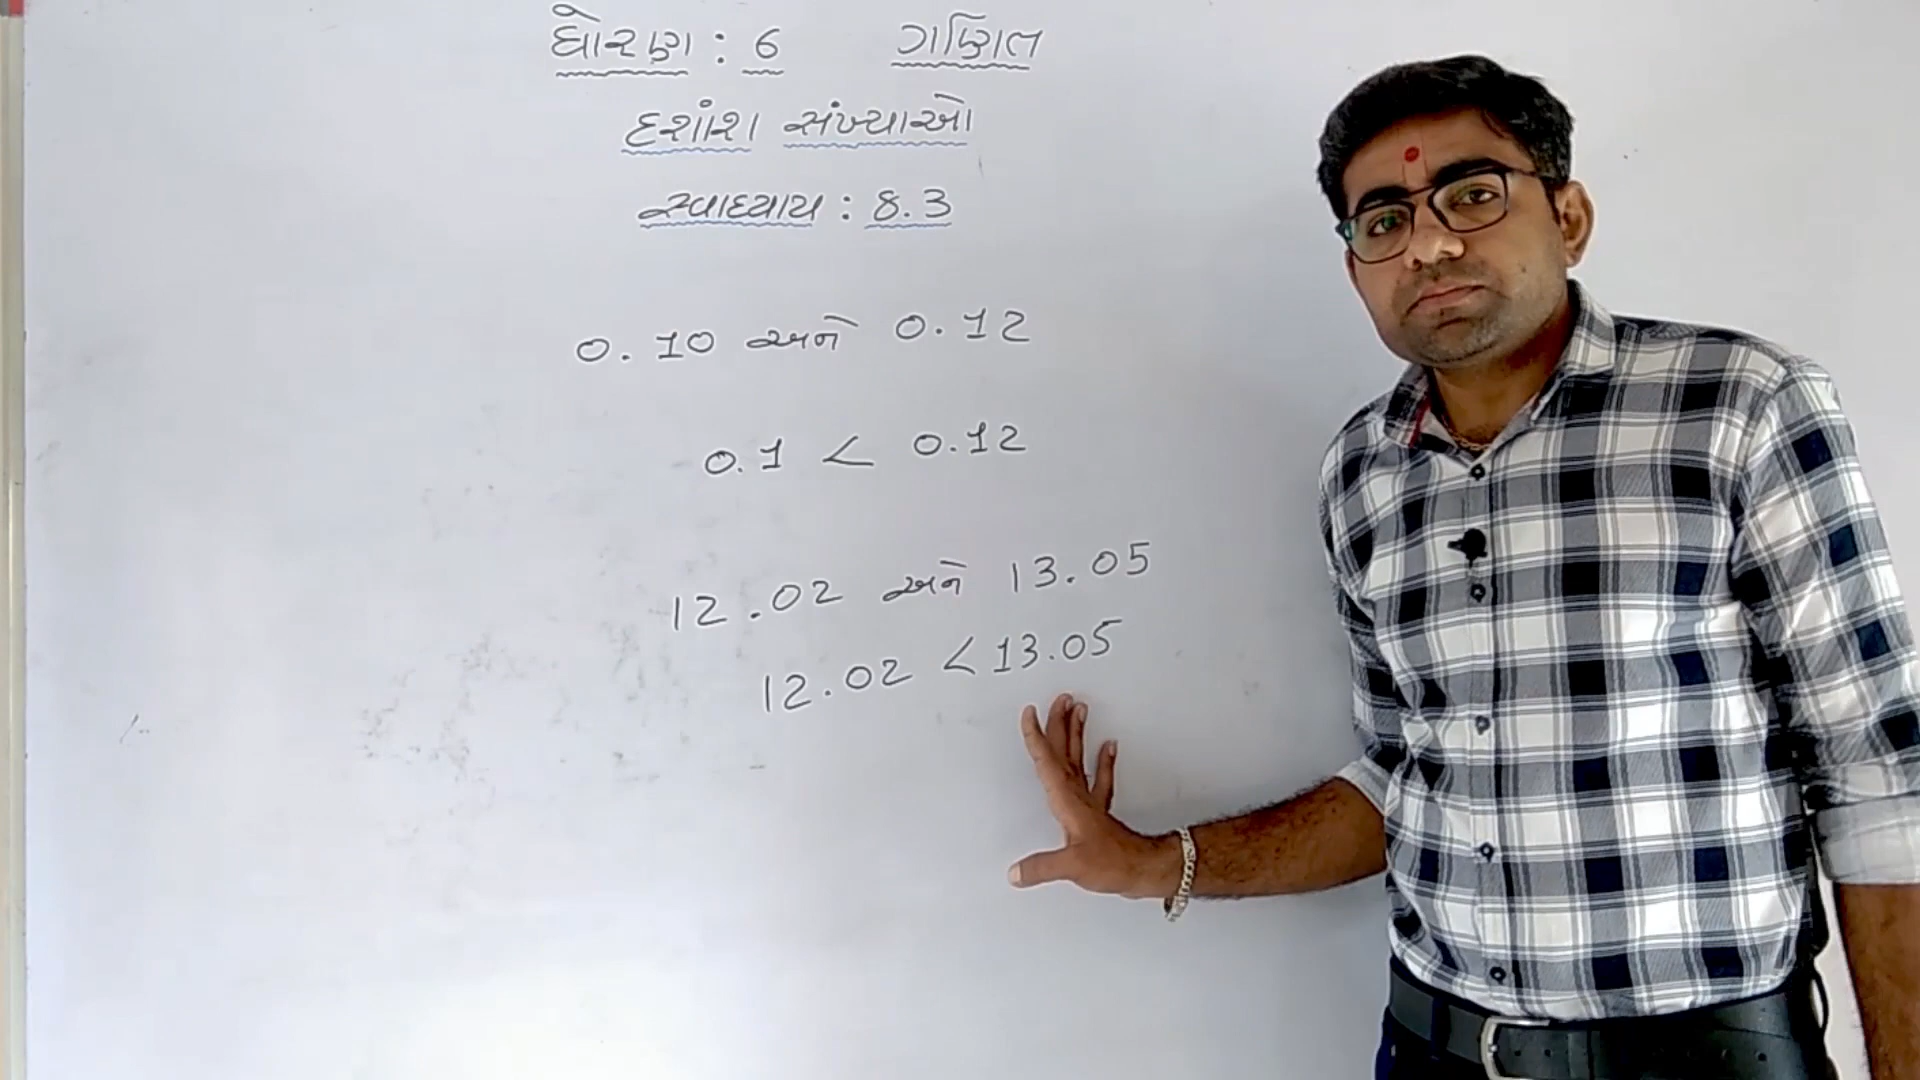 ધોરણ : 6 ગણિત
દશાંશ સંખ્યાઓ
સ્વાધ્યાય : 8.3
0.10 અને 0.12
0.1 < 0.12
12.02 અને 13.05
12.02 < 13.05